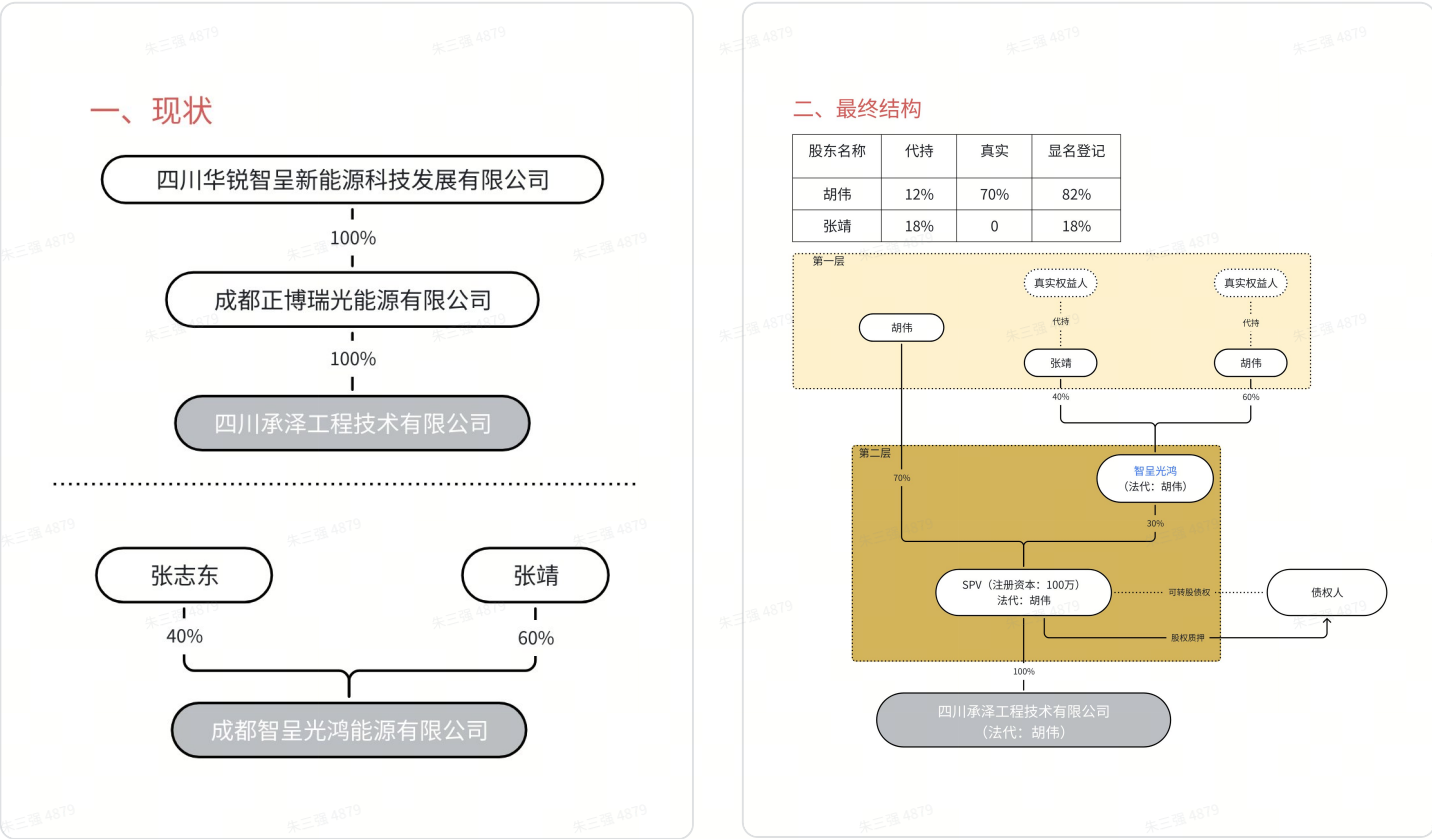 一、现状
四川华锐智呈新能源科技发展有限公司
100%
成都正博瑞光能源有限公司
100%
四川承泽工程技术有限公司
张志东
张靖
40%
60%
成都智呈光鸿能源有限公司
二、最终结构
股东名称 代持 真实 显名登记
胡伟 12% 70% 82%
张靖 18% 0 18%
第一层
真实权益人
真实权益人
代持
代持
胡伟
张靖
胡伟
40%
60%
第二层
智呈光鸿
（法代：胡伟）
70%
30%
SPV（注册资本：100万）
法代：胡伟
可转股债权
债权人
股权质押
100%
四川承泽工程技术有限公司
（法代：胡伟）
朱三强 4879